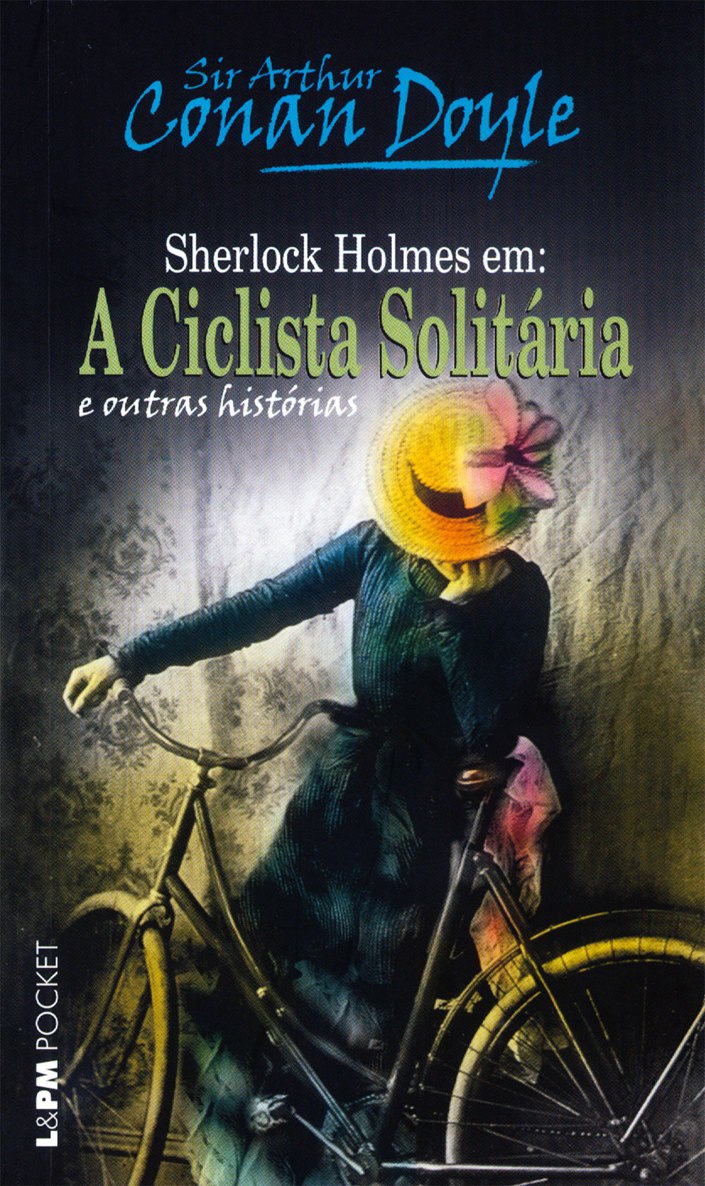 Sir Arthur
Conan Doyle
Sherlock Holmes em:
A Ciclista Solitária
e outras histórias
L&PM POCKET